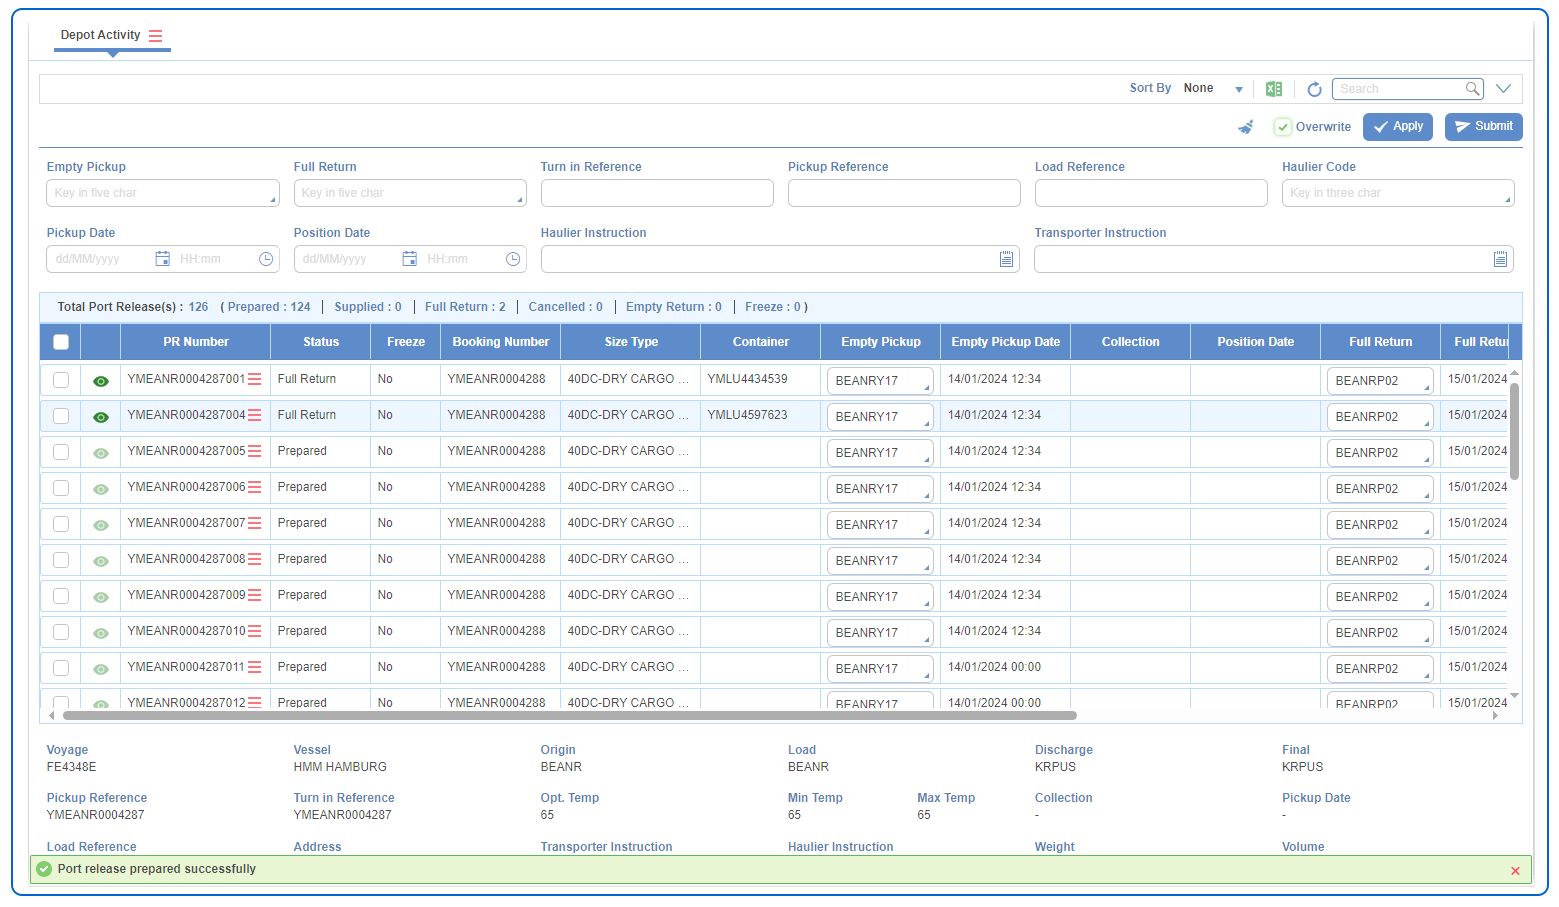 Depot Activity
Sort By None Search
Overwrite Apply Submit
Empty Pickup Full Return Turn in Reference Pickup Reference Load Reference Haulier Code
Key in five char Key in five char Key in three char
Pickup Date Position Date Haulier Instruction Transporter Instruction
dd/MM/yyyy HH:mm dd/MM/yyyy HH:mm
Total Port Release(s) : 126 ( Prepared : 124 | Supplied : 0 | Full Return : 2 | Cancelled : 0 | Empty Return : 0 | Freeze : 0 )
PR Number Status Freeze Booking Number Size Type Container Empty Pickup Empty Pickup Date Collection Position Date Full Return Full Retur
YMEANR0004287001 Full Return No YMEANR0004288 40DC-DRY CARGO ... YMLU4434539 BEANRY17 14/01/2024 12:34 BEANRP02 15/01/2024
YMEANR0004287004 Full Return No YMEANR0004288 40DC-DRY CARGO ... YMLU4597623 BEANRY17 14/01/2024 12:34 BEANRP02 15/01/2024
YMEANR0004287005 Prepared No YMEANR0004288 40DC-DRY CARGO ... BEANRY17 14/01/2024 12:34 BEANRP02 15/01/2024
YMEANR0004287006 Prepared No YMEANR0004288 40DC-DRY CARGO ... BEANRY17 14/01/2024 12:34 BEANRP02 15/01/2024
YMEANR0004287007 Prepared No YMEANR0004288 40DC-DRY CARGO ... BEANRY17 14/01/2024 12:34 BEANRP02 15/01/2024
YMEANR0004287008 Prepared No YMEANR0004288 40DC-DRY CARGO ... BEANRY17 14/01/2024 12:34 BEANRP02 15/01/2024
YMEANR0004287009 Prepared No YMEANR0004288 40DC-DRY CARGO ... BEANRY17 14/01/2024 12:34 BEANRP02 15/01/2024
YMEANR0004287010 Prepared No YMEANR0004288 40DC-DRY CARGO ... BEANRY17 14/01/2024 12:34 BEANRP02 15/01/2024
YMEANR0004287011 Prepared No YMEANR0004288 40DC-DRY CARGO ... BEANRY17 14/01/2024 00:00 BEANRP02 15/01/2024
YMEANR0004287012 Prepared No YMEANR0004288 40DC-DRY CARGO ... BEANRY17 14/01/2024 00:00 BEANRP02 15/01/2024
Voyage Vessel Origin Load Discharge Final
FE4348E HMM HAMBURG BEANR BEANR KRPUS KRPUS
Pickup Reference Turn in Reference Opt. Temp Min Temp Max Temp Collection Pickup Date
YMEANR0004287 YMEANR0004287 65 65 65 - -
Load Reference Address Transporter Instruction Haulier Instruction Weight Volume
Port release prepared successfully